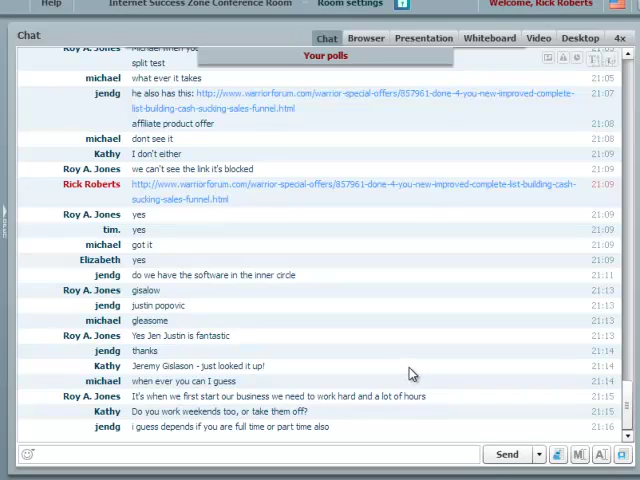 Internet Success Zone Conference Room Room settings Welcome, Rick Roberts
Chat
Chat Browser Presentation Whiteboard Video Desktop 4x
Your polls
Roy A. Jones Michael when you
split test
michael what ever it takes 21:05
jendg he also has this: http://www.warriorforum.com/warrior-special-offers/857961-done-4-you-new-improved-complete- 21:07
list-building-cash-sucking-sales-funnel.html
affiliate product offer 21:08
michael dont see it 21:08
Kathy I don't either 21:09
Roy A. Jones we can't see the link it's blocked 21:09
Rick Roberts http://www.warriorforum.com/warrior-special-offers/857961-done-4-you-new-improved-complete-list-building-cash- 21:09
sucking-sales-funnel.html
Roy A. Jones yes 21:09
tim. yes 21:09
michael got it 21:09
Elizabeth yes 21:09
jendg do we have the software in the inner circle 21:11
Roy A. Jones gisalow 21:13
jendg justin popovic 21:13
michael gleasome 21:13
Roy A. Jones Yes Jen Justin is fantastic 21:13
jendg thanks 21:14
Kathy Jeremy Gislason - just looked it up! 21:14
michael when ever you can I guess 21:14
Roy A. Jones It's when we first start our business we need to work hard and a lot of hours 21:15
Kathy Do you work weekends too, or take them off? 21:15
jendg i guess depends if you are full time or part time also 21:16
Send